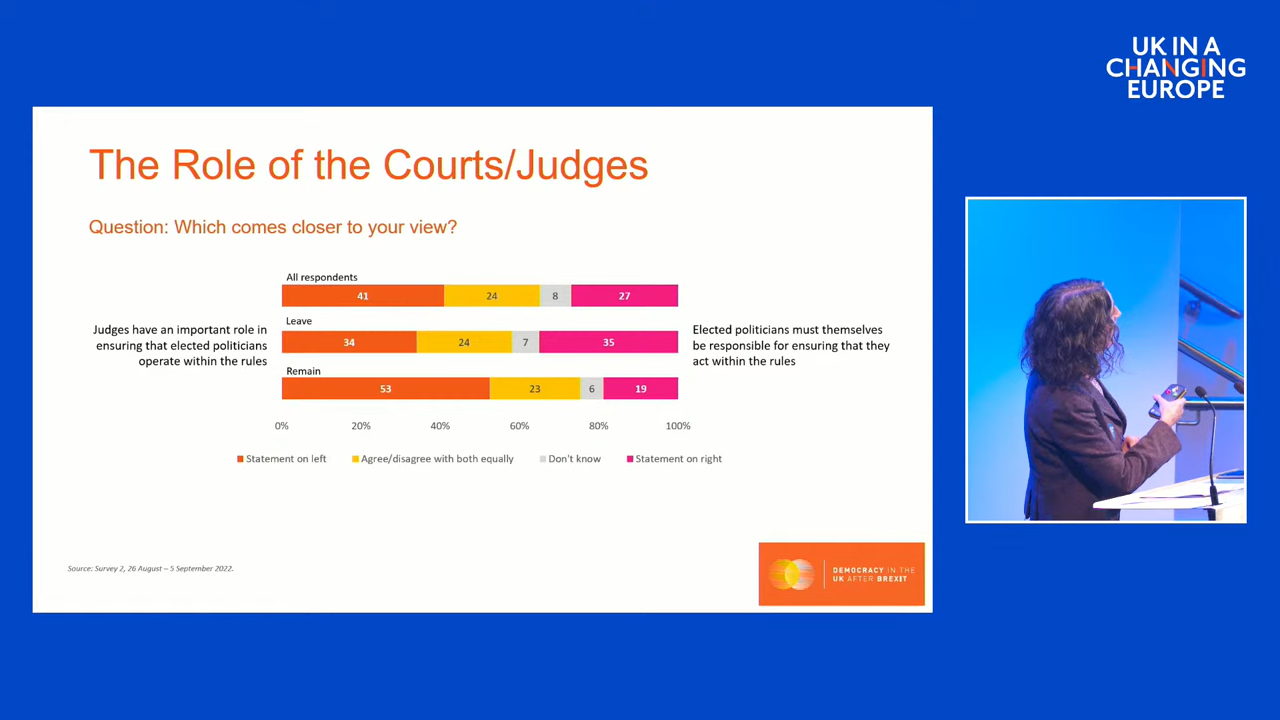 UK IN A
CHANGING
EUROPE
The Role of the Courts/Judges
Question: Which comes closer to your view?
All respondents
41 24 8 27
Leave
34 24 7 35
Remain
53 23 6 19
Judges have an important role in
ensuring that elected politicians
operate within the rules
Elected politicians must themselves
be responsible for ensuring that they
act within the rules
0% 20% 40% 60% 80% 100%
Statement on left Agree/disagree with both equally Don't know Statement on right
Source: Survey 2, 26 August – 5 September 2022.
DEMOCRACY IN THE
UK AFTER BREXIT